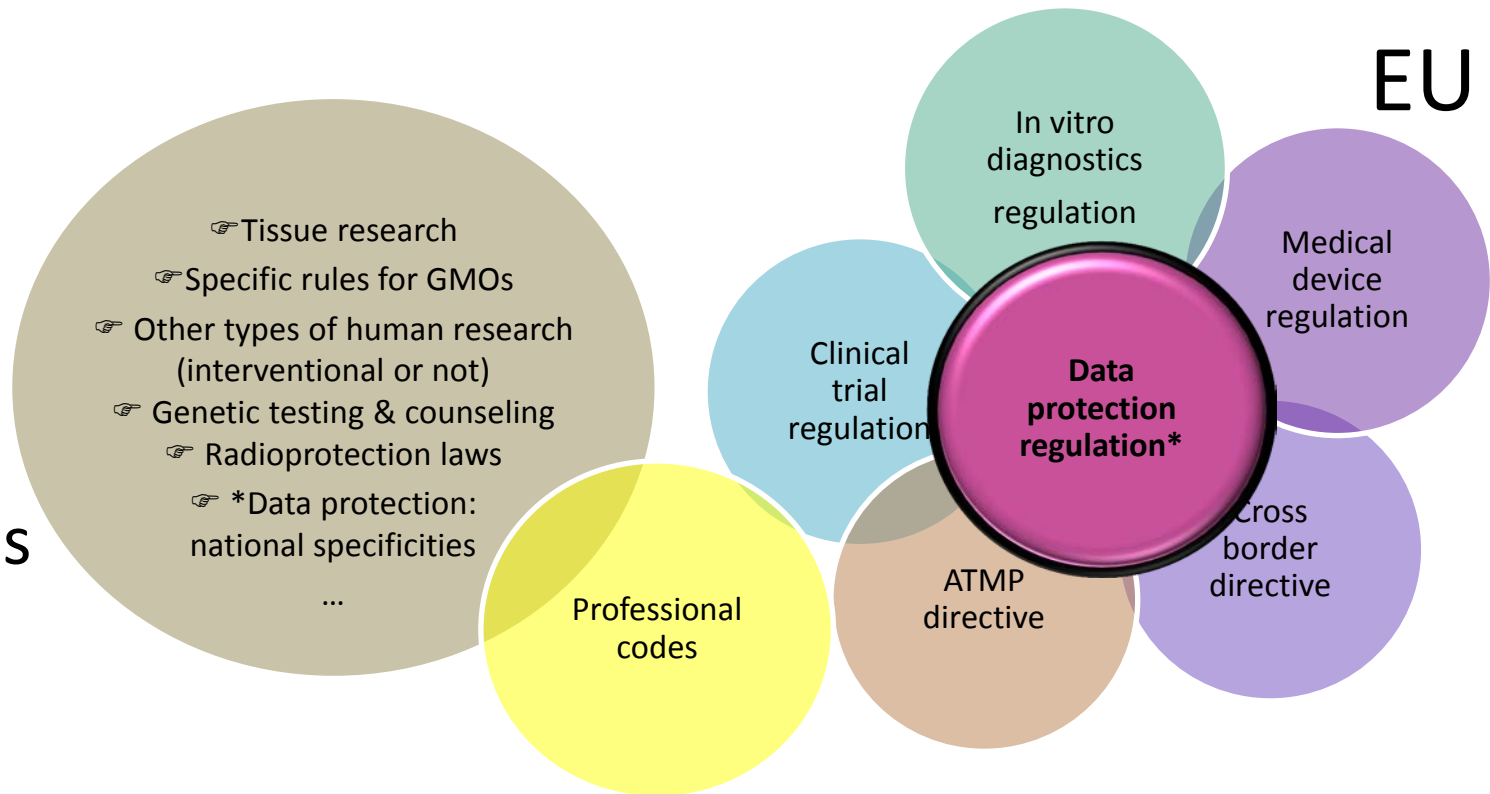 EU
In vitro
diagnostics
regulation
Medical
device
regulation
☞Tissue research
☞Specific rules for GMOs
☞ Other types of human research
(interventional or not)
☞ Genetic testing & counseling
☞ Radioprotection laws
☞ *Data protection:
national specificities
...
s
Clinical
trial
regulation
Data
protection
regulation*
Cross
border
directive
ATMP
directive
Professional
codes